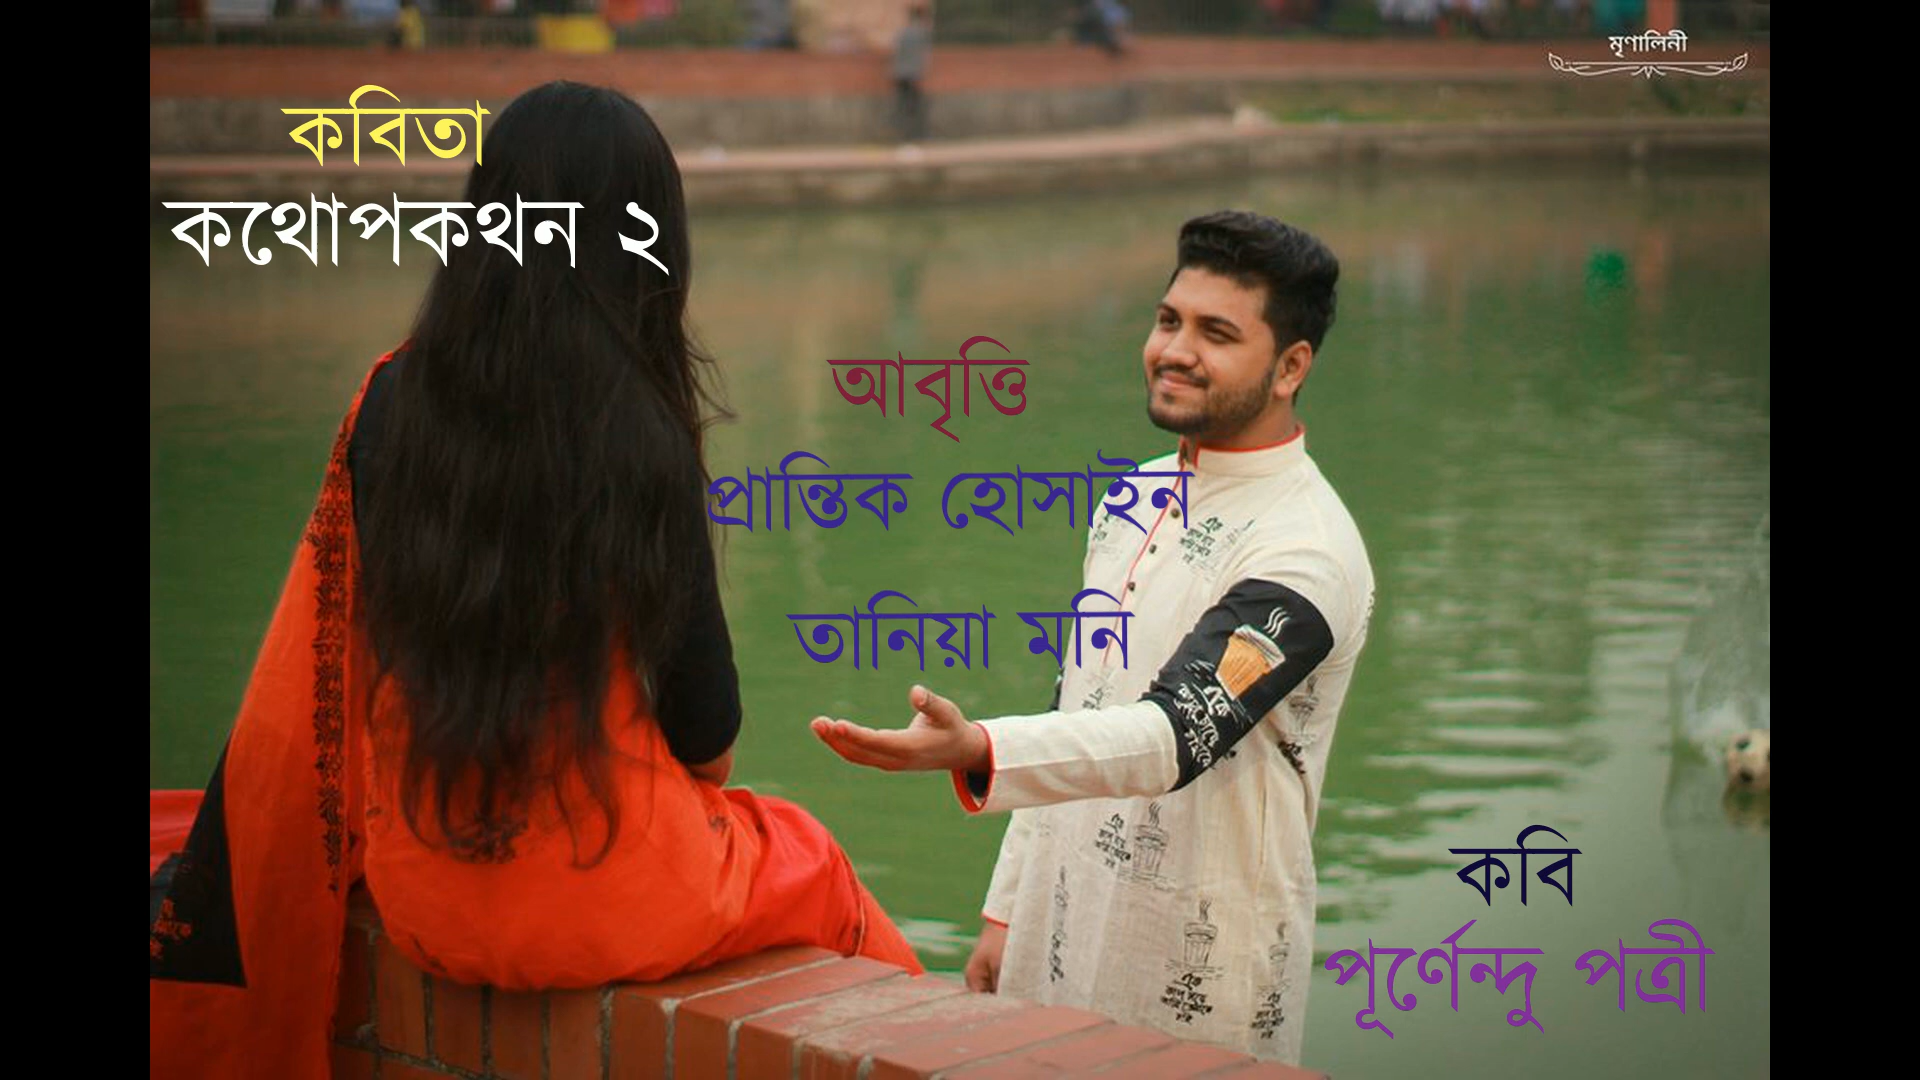 মৃণালিনী
কবিতা
কথোপকথন ২
আবৃত্তি
প্রান্তিক হোসাইন
তানিয়া মনি
কবি
পূর্ণেন্দু পত্রী